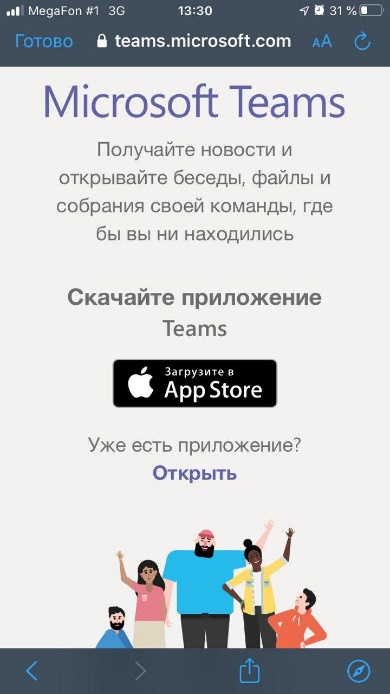 MegaFon #1 3G 13:30 31 %
Готово teams.microsoft.com AA
Microsoft Teams
Получайте новости и
открывайте беседы, файлы и
собрания своей команды, где
бы вы ни находились
Скачайте приложение
Teams
Загрузите в
App Store
Уже есть приложение?
Открыть